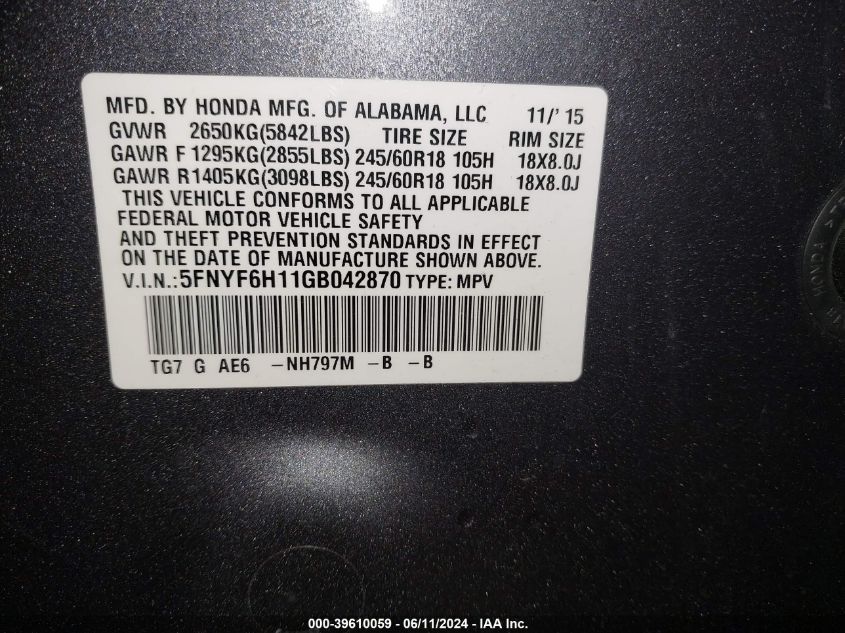 MFD. BY HONDA MFG. OF ALABAMA, LLC 11/' 15
GVWR 2650KG(5842LBS) TIRE SIZE RIM SIZE
GAWR F 1295KG(2855LBS) 245/60R18 105H 18X8.0J
GAWR R1405KG(3098LBS) 245/60R18 105H 18X8.0J
THIS VEHICLE CONFORMS TO ALL APPLICABLE
FEDERAL MOTOR VEHICLE SAFETY
AND THEFT PREVENTION STANDARDS IN EFFECT
ON THE DATE OF MANUFACTURE SHOWN ABOVE.
V.I.N.:5FNYF6H11GB042870 TYPE: MPV
TG7 G AE6 -NH797M -B -B
000-39610059 - 06/11/2024 - IAA Inc.